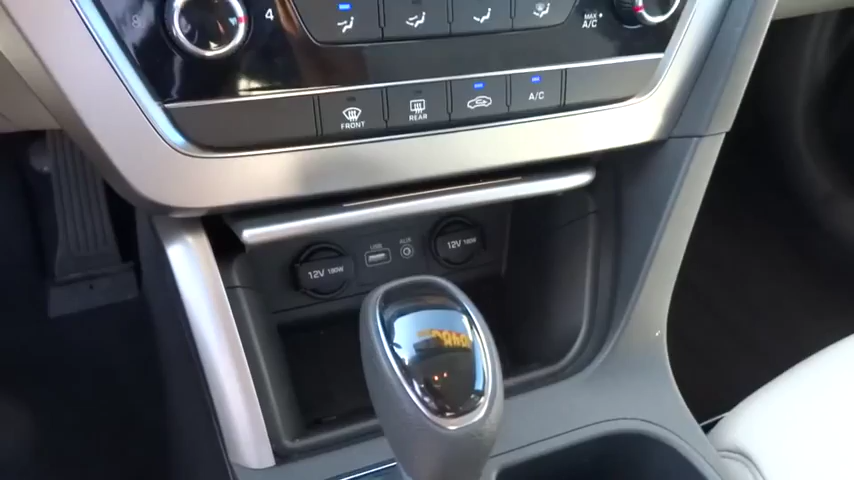 4
MAX
A/C
FRONT
REAR
A/C
USB
AUX
12V 180W
12V 180W